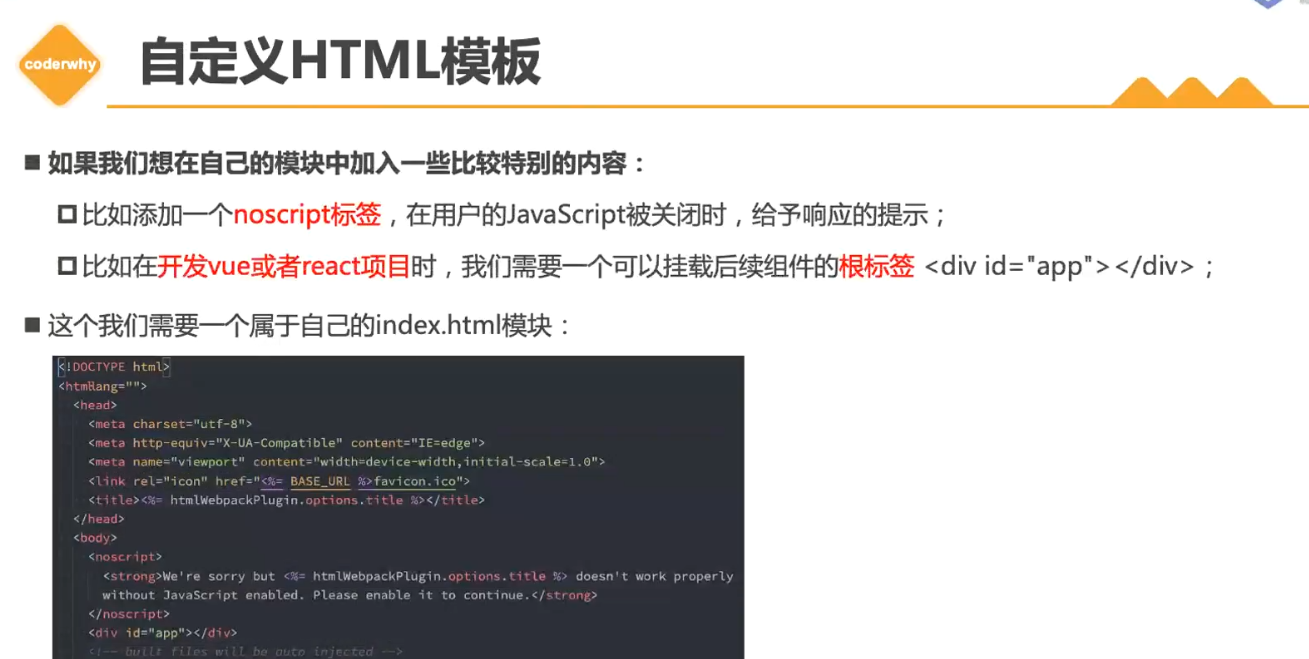 coderwhy
自定义HTML模板
如果我们想在自己的模块中加入一些比较特别的内容：
比如添加一个noscript标签，在用户的JavaScript被关闭时，给予响应的提示；
比如在开发vue或者react项目时，我们需要一个可以挂载后续组件的根标签 <div id="app"></div>；
这个我们需要一个属于自己的index.html模块：
<!DOCTYPE html>
<html lang="">
<head>
<meta charset="utf-8">
<meta http-equiv="X-UA-Compatible" content="IE=edge">
<meta name="viewport" content="width=device-width,initial-scale=1.0">
<link rel="icon" href="<%= BASE_URL %>favicon.ico">
<title><%= htmlWebpackPlugin.options.title %></title>
</head>
<body>
<noscript>
<strong>We're sorry but <%= htmlWebpackPlugin.options.title %> doesn't work properly
without JavaScript enabled. Please enable it to continue.</strong>
</noscript>
<div id="app"></div>
<!-- built files will be auto injected -->